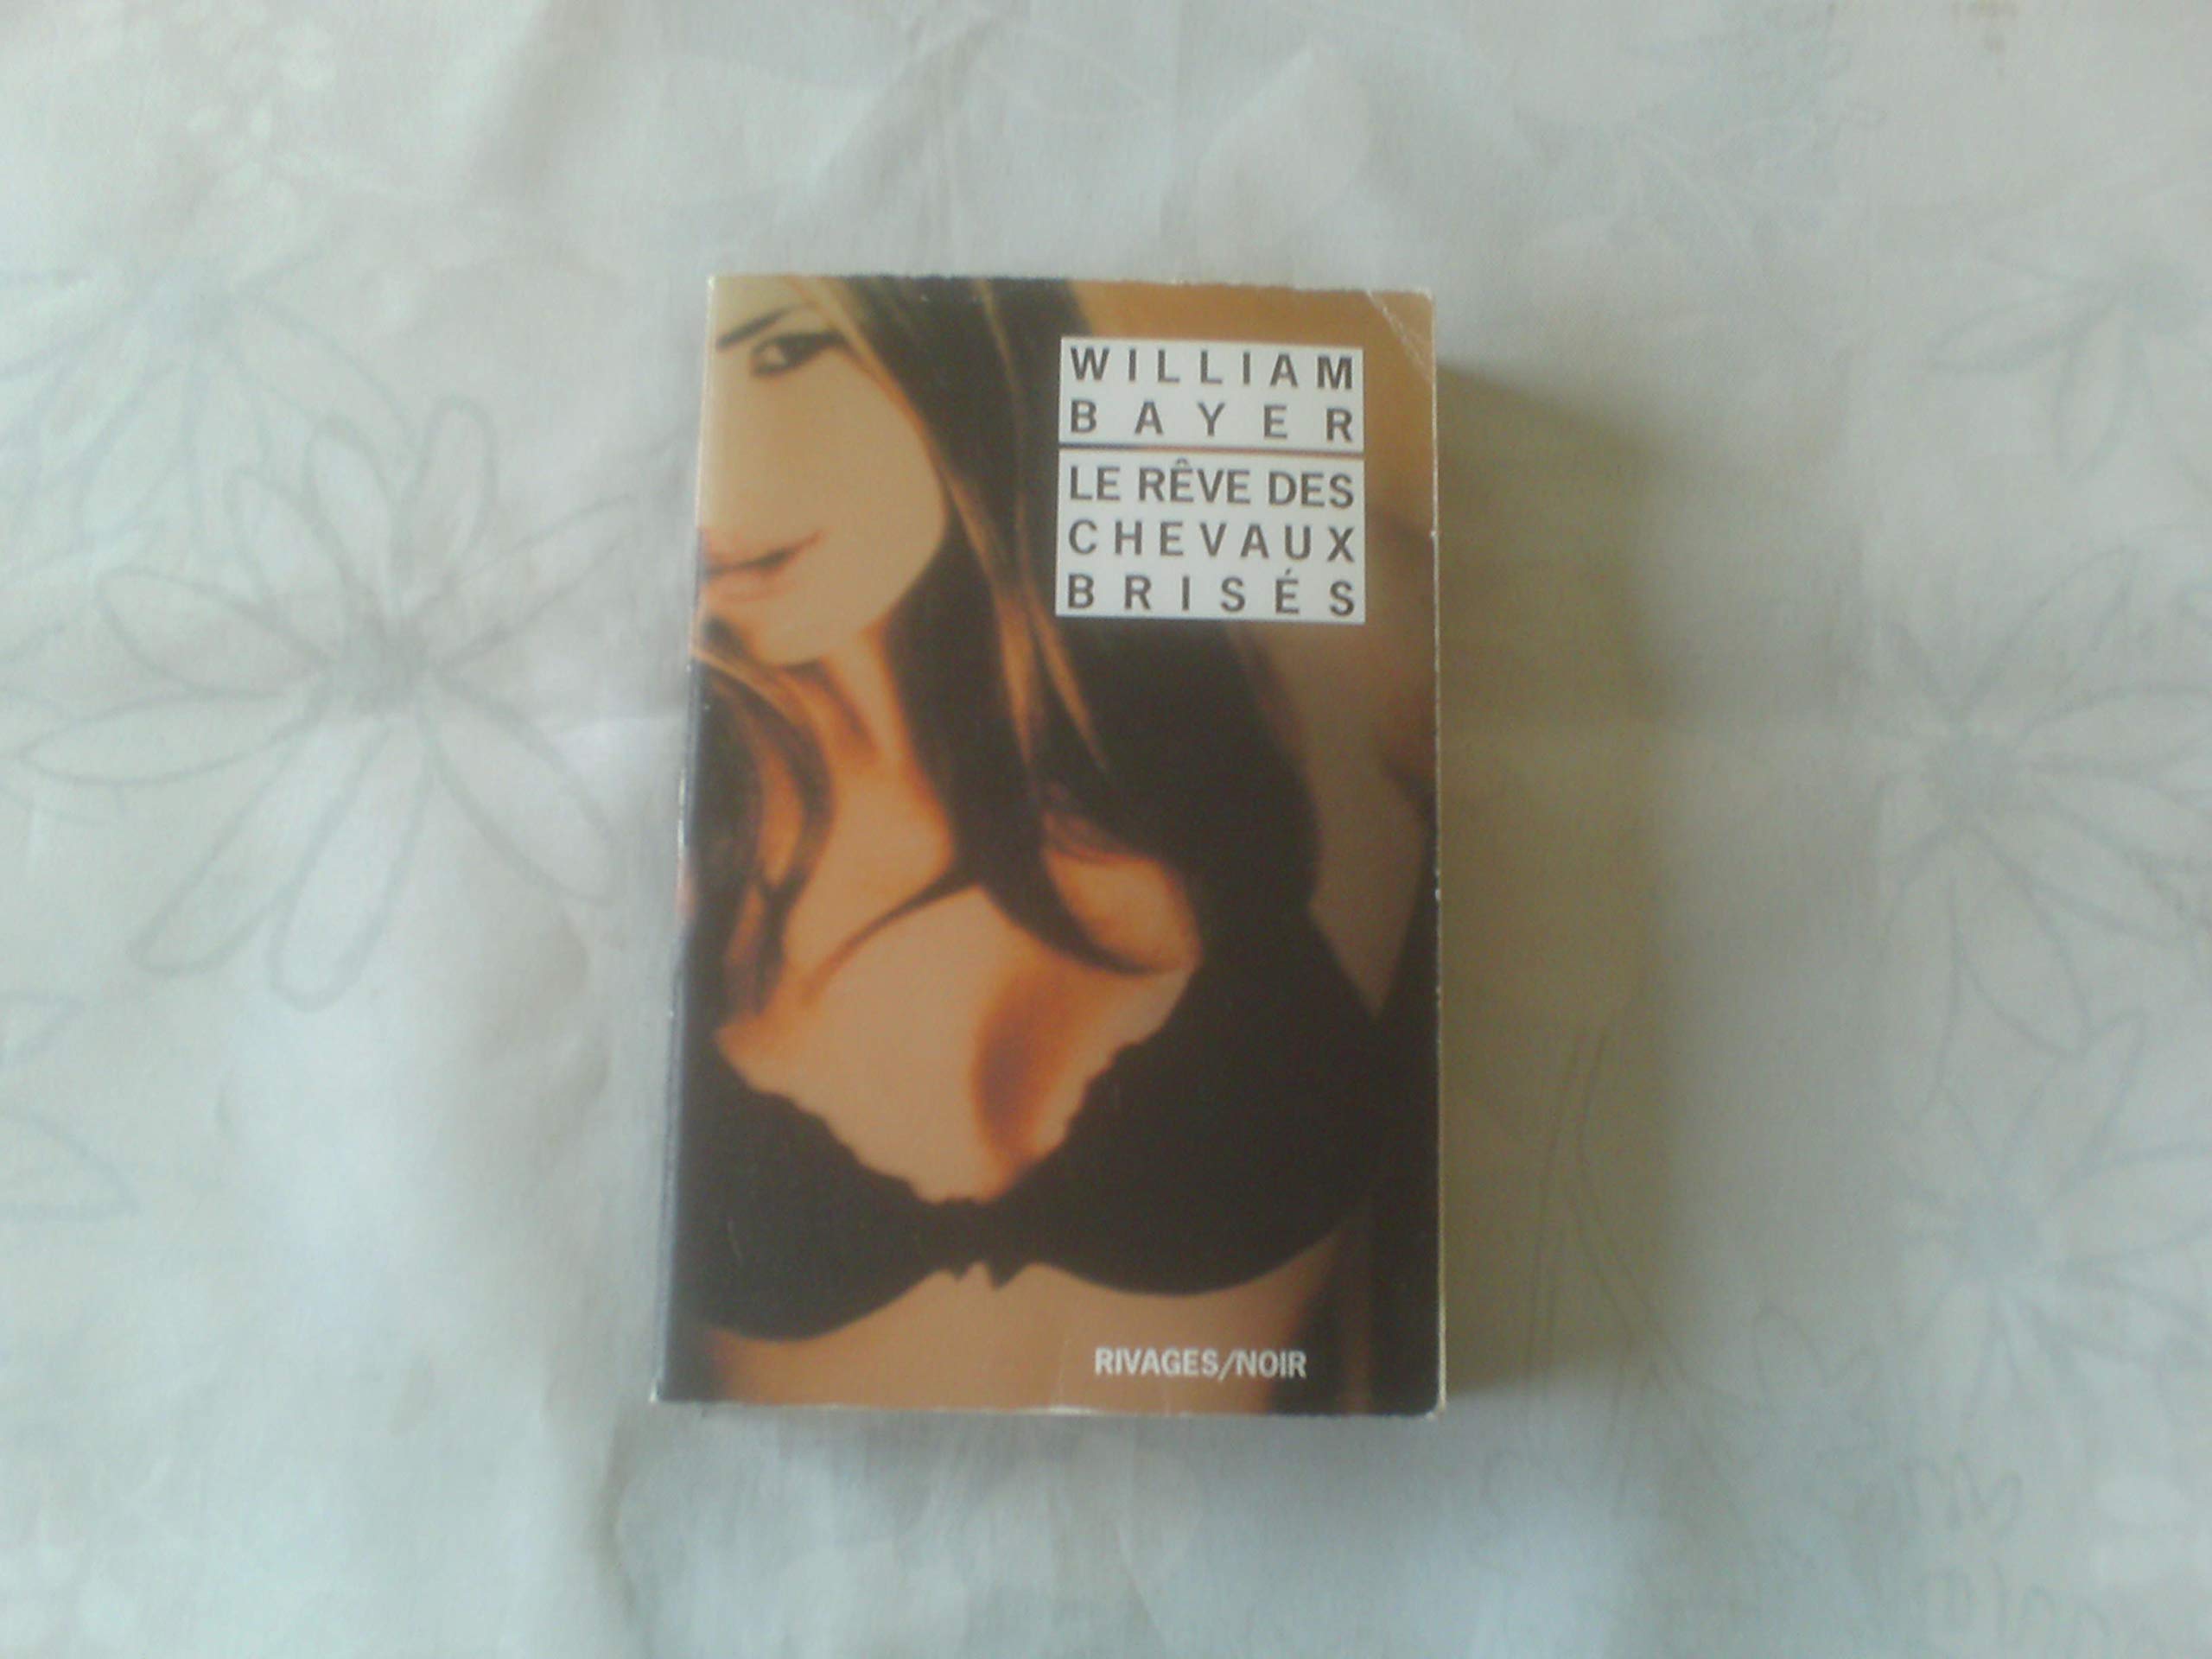 WILLIAM
BAYER
LE RÊVE DES
CHEVAUX
BRISÉS
RIVAGES/NOIR